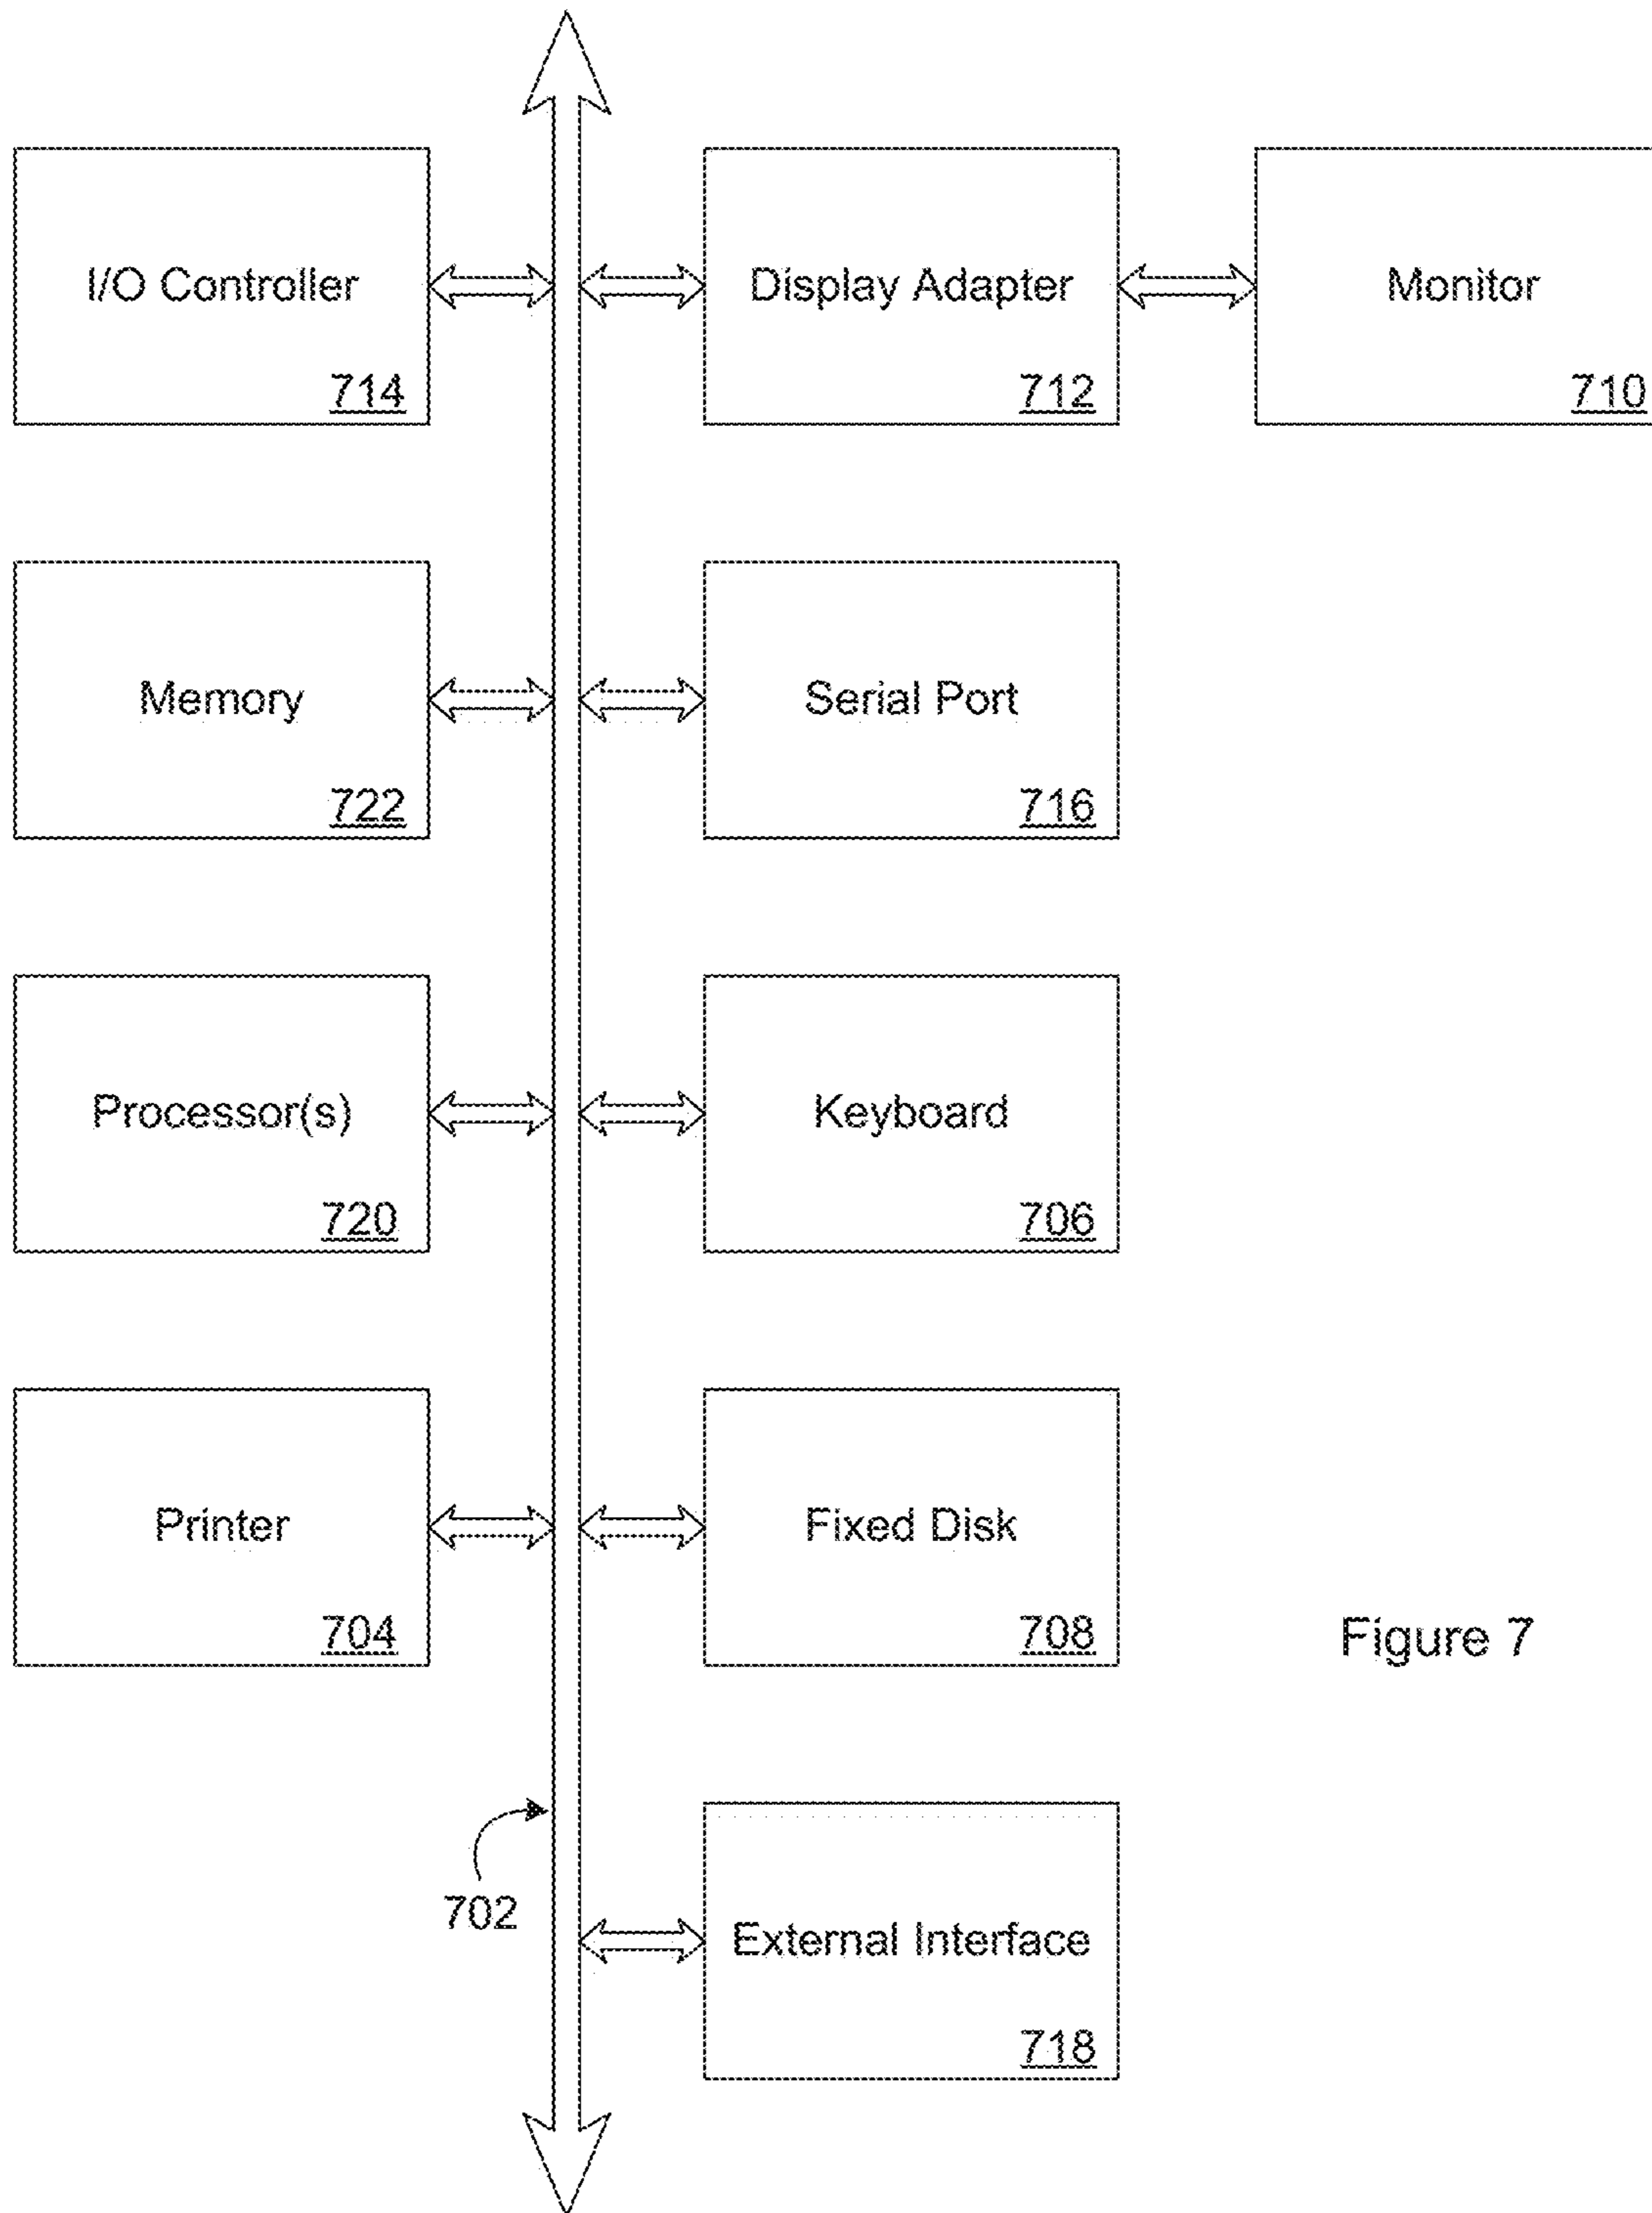 I/O Controller
714
Display Adapter
712
Monitor
710
Memory
722
Serial Port
716
Processor(s)
720
Keyboard
706
Printer
704
Fixed Disk
708
Figure 7
702
External Interface
718